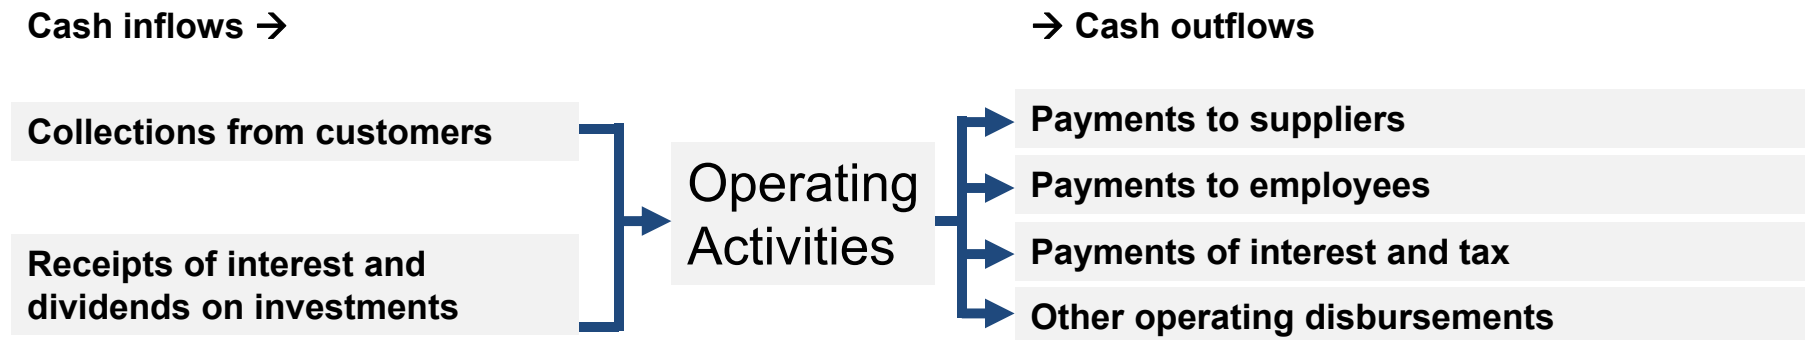 Cash inflows →
→ Cash outflows
Collections from customers
Receipts of interest and
dividends on investments
Operating
Activities
Payments to suppliers
Payments to employees
Payments of interest and tax
Other operating disbursements